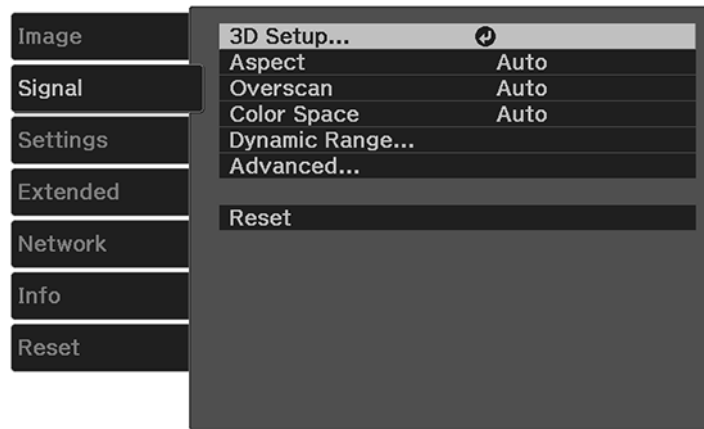 Image
Signal
Settings
Extended
Network
Info
Reset
3D Setup...
Aspect Auto
Overscan Auto
Color Space Auto
Dynamic Range...
Advanced...
Reset